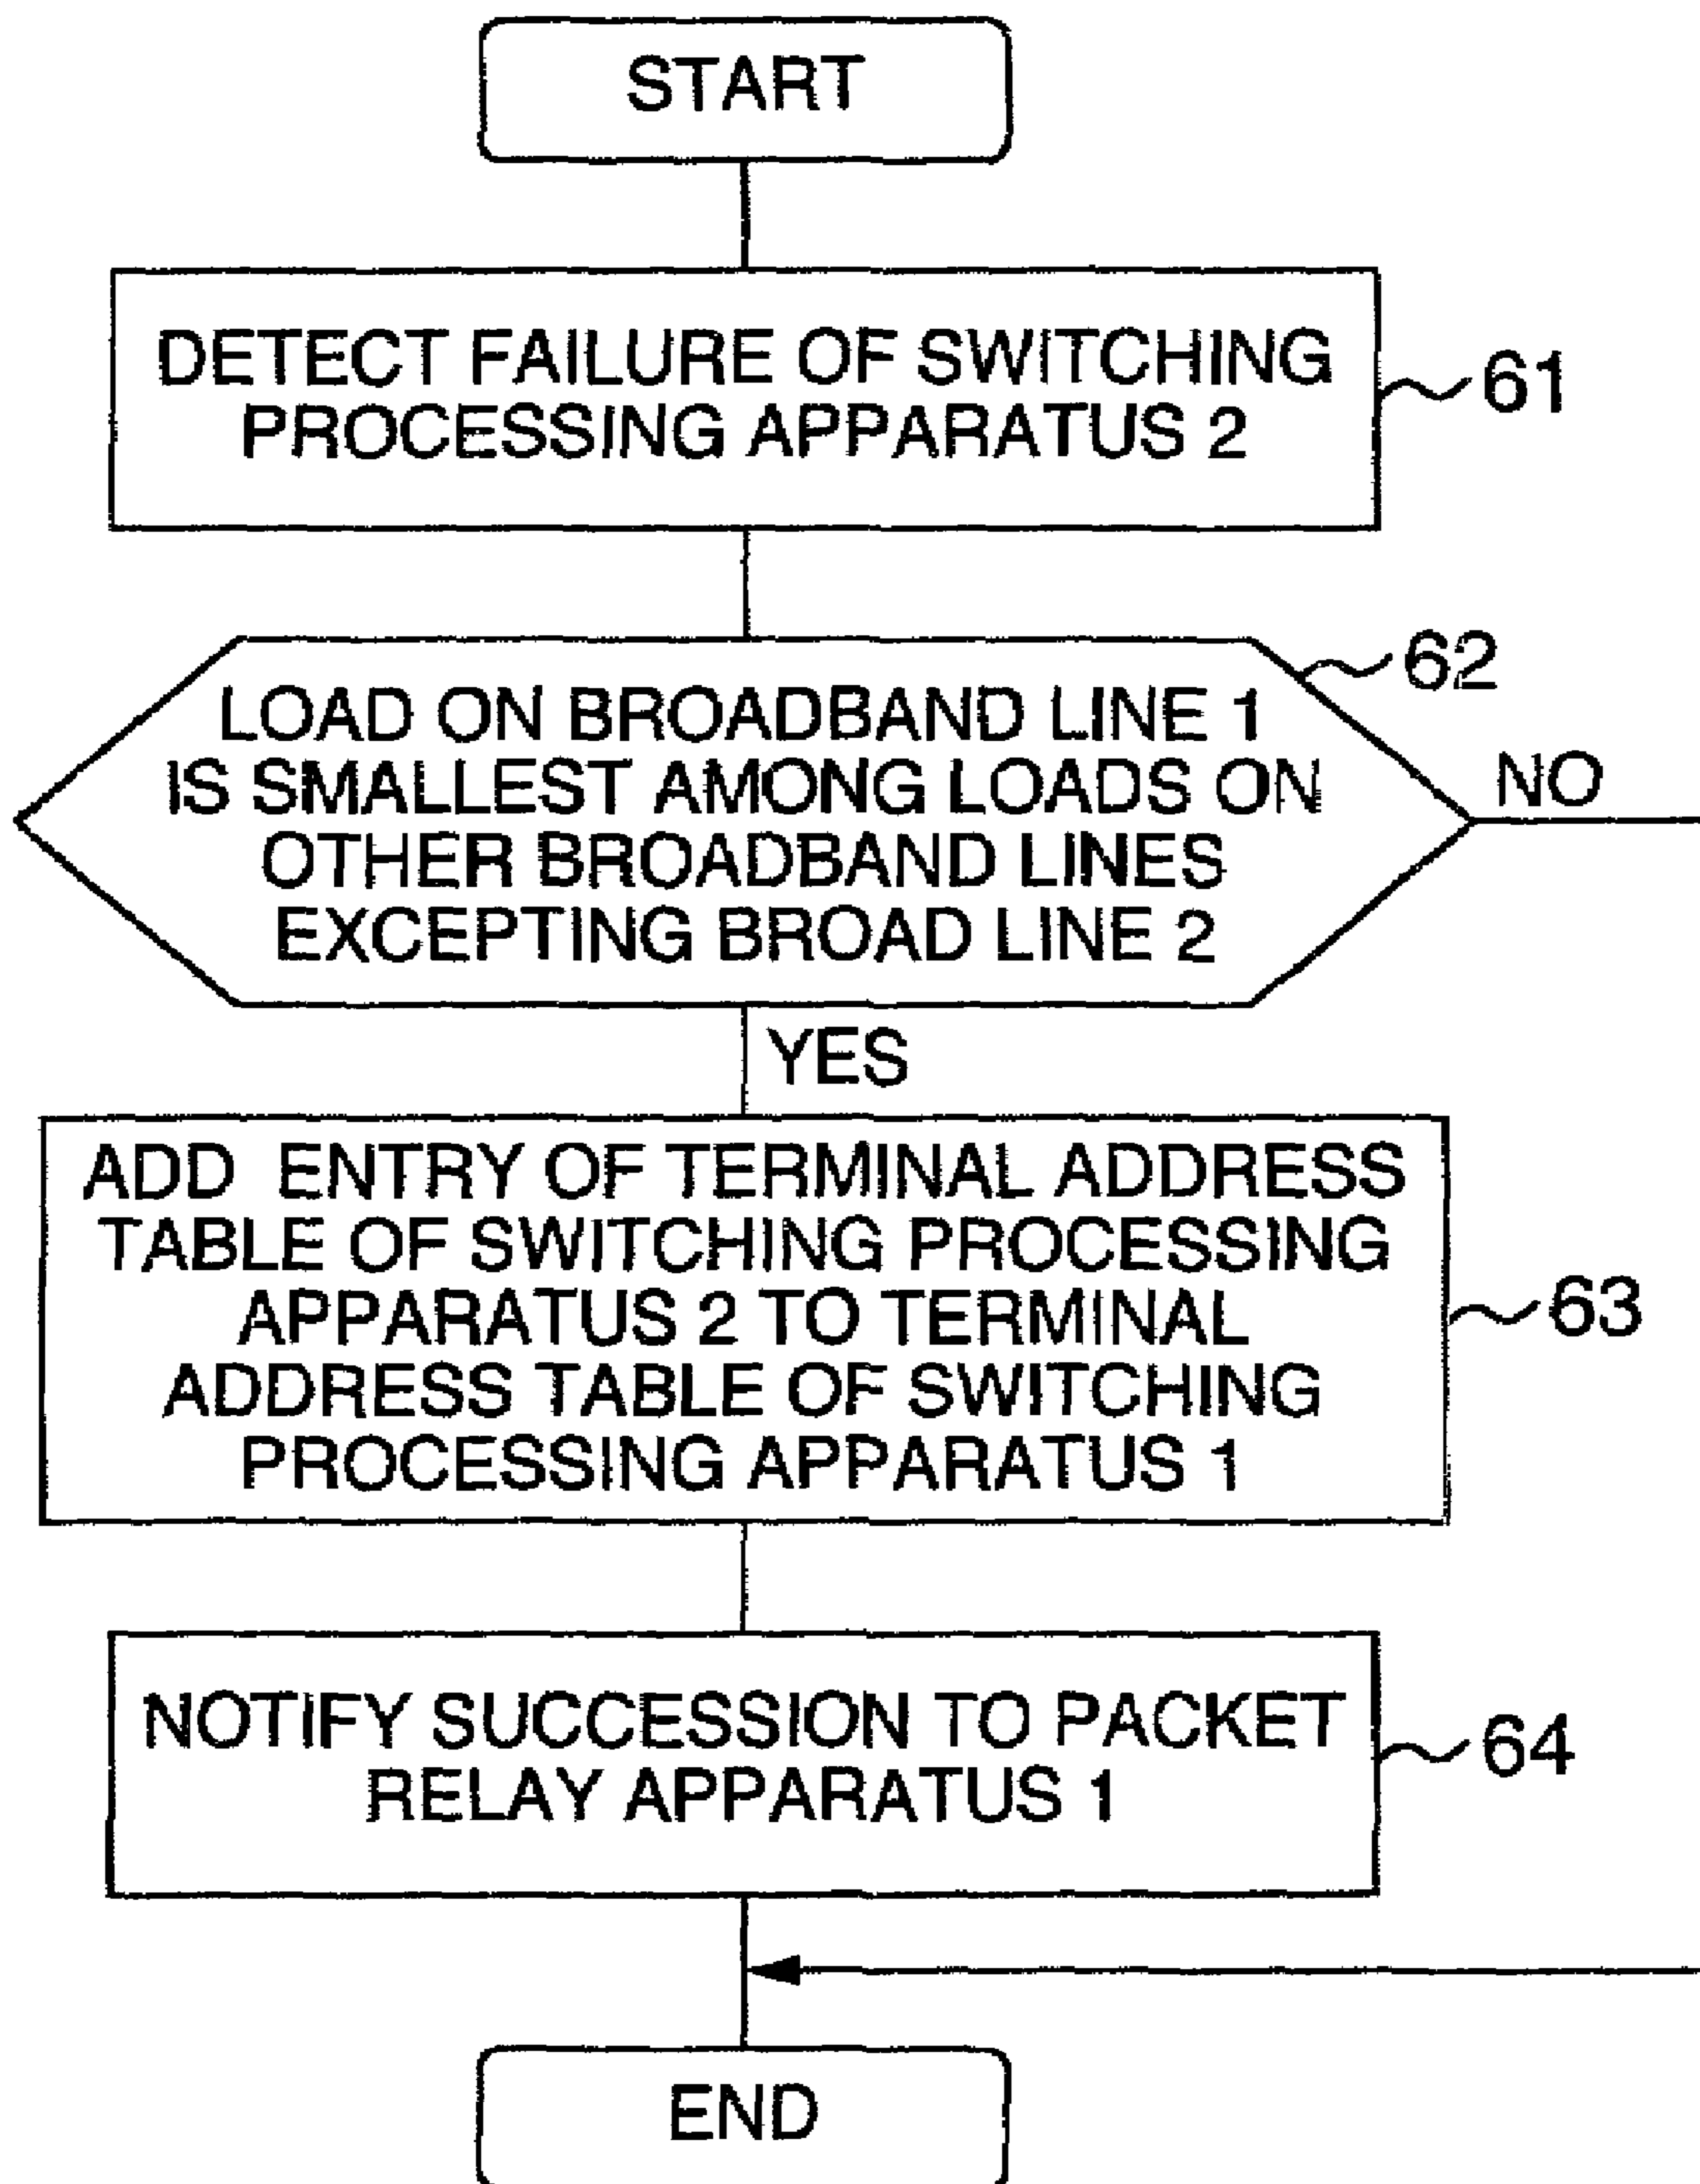 START
DETECT FAILURE OF SWITCHING
PROCESSING APPARATUS 2
61
62
LOAD ON BROADBAND LINE 1
IS SMALLEST AMONG LOADS ON
OTHER BROADBAND LINES
EXCEPTING BROAD LINE 2
NO
YES
ADD ENTRY OF TERMINAL ADDRESS
TABLE OF SWITCHING PROCESSING
APPARATUS 2 TO TERMINAL
ADDRESS TABLE OF SWITCHING
PROCESSING APPARATUS 1
63
NOTIFY SUCCESSION TO PACKET
RELAY APPARATUS 1
64
END